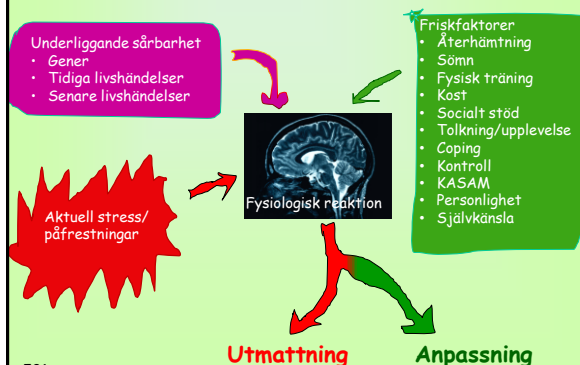 Underliggande sårbarhet
• Gener
• Tidiga livshändelser
• Senare livshändelser
Friskfaktorer
• Återhämtning
• Sömn
• Fysisk träning
• Kost
• Socialt stöd
• Tolkning/upplevelse
• Coping
• Kontroll
• KASAM
• Personlighet
• Självkänsla
Aktuell stress/
påfrestningar
Fysiologisk reaktion
Utmattning
Anpassning